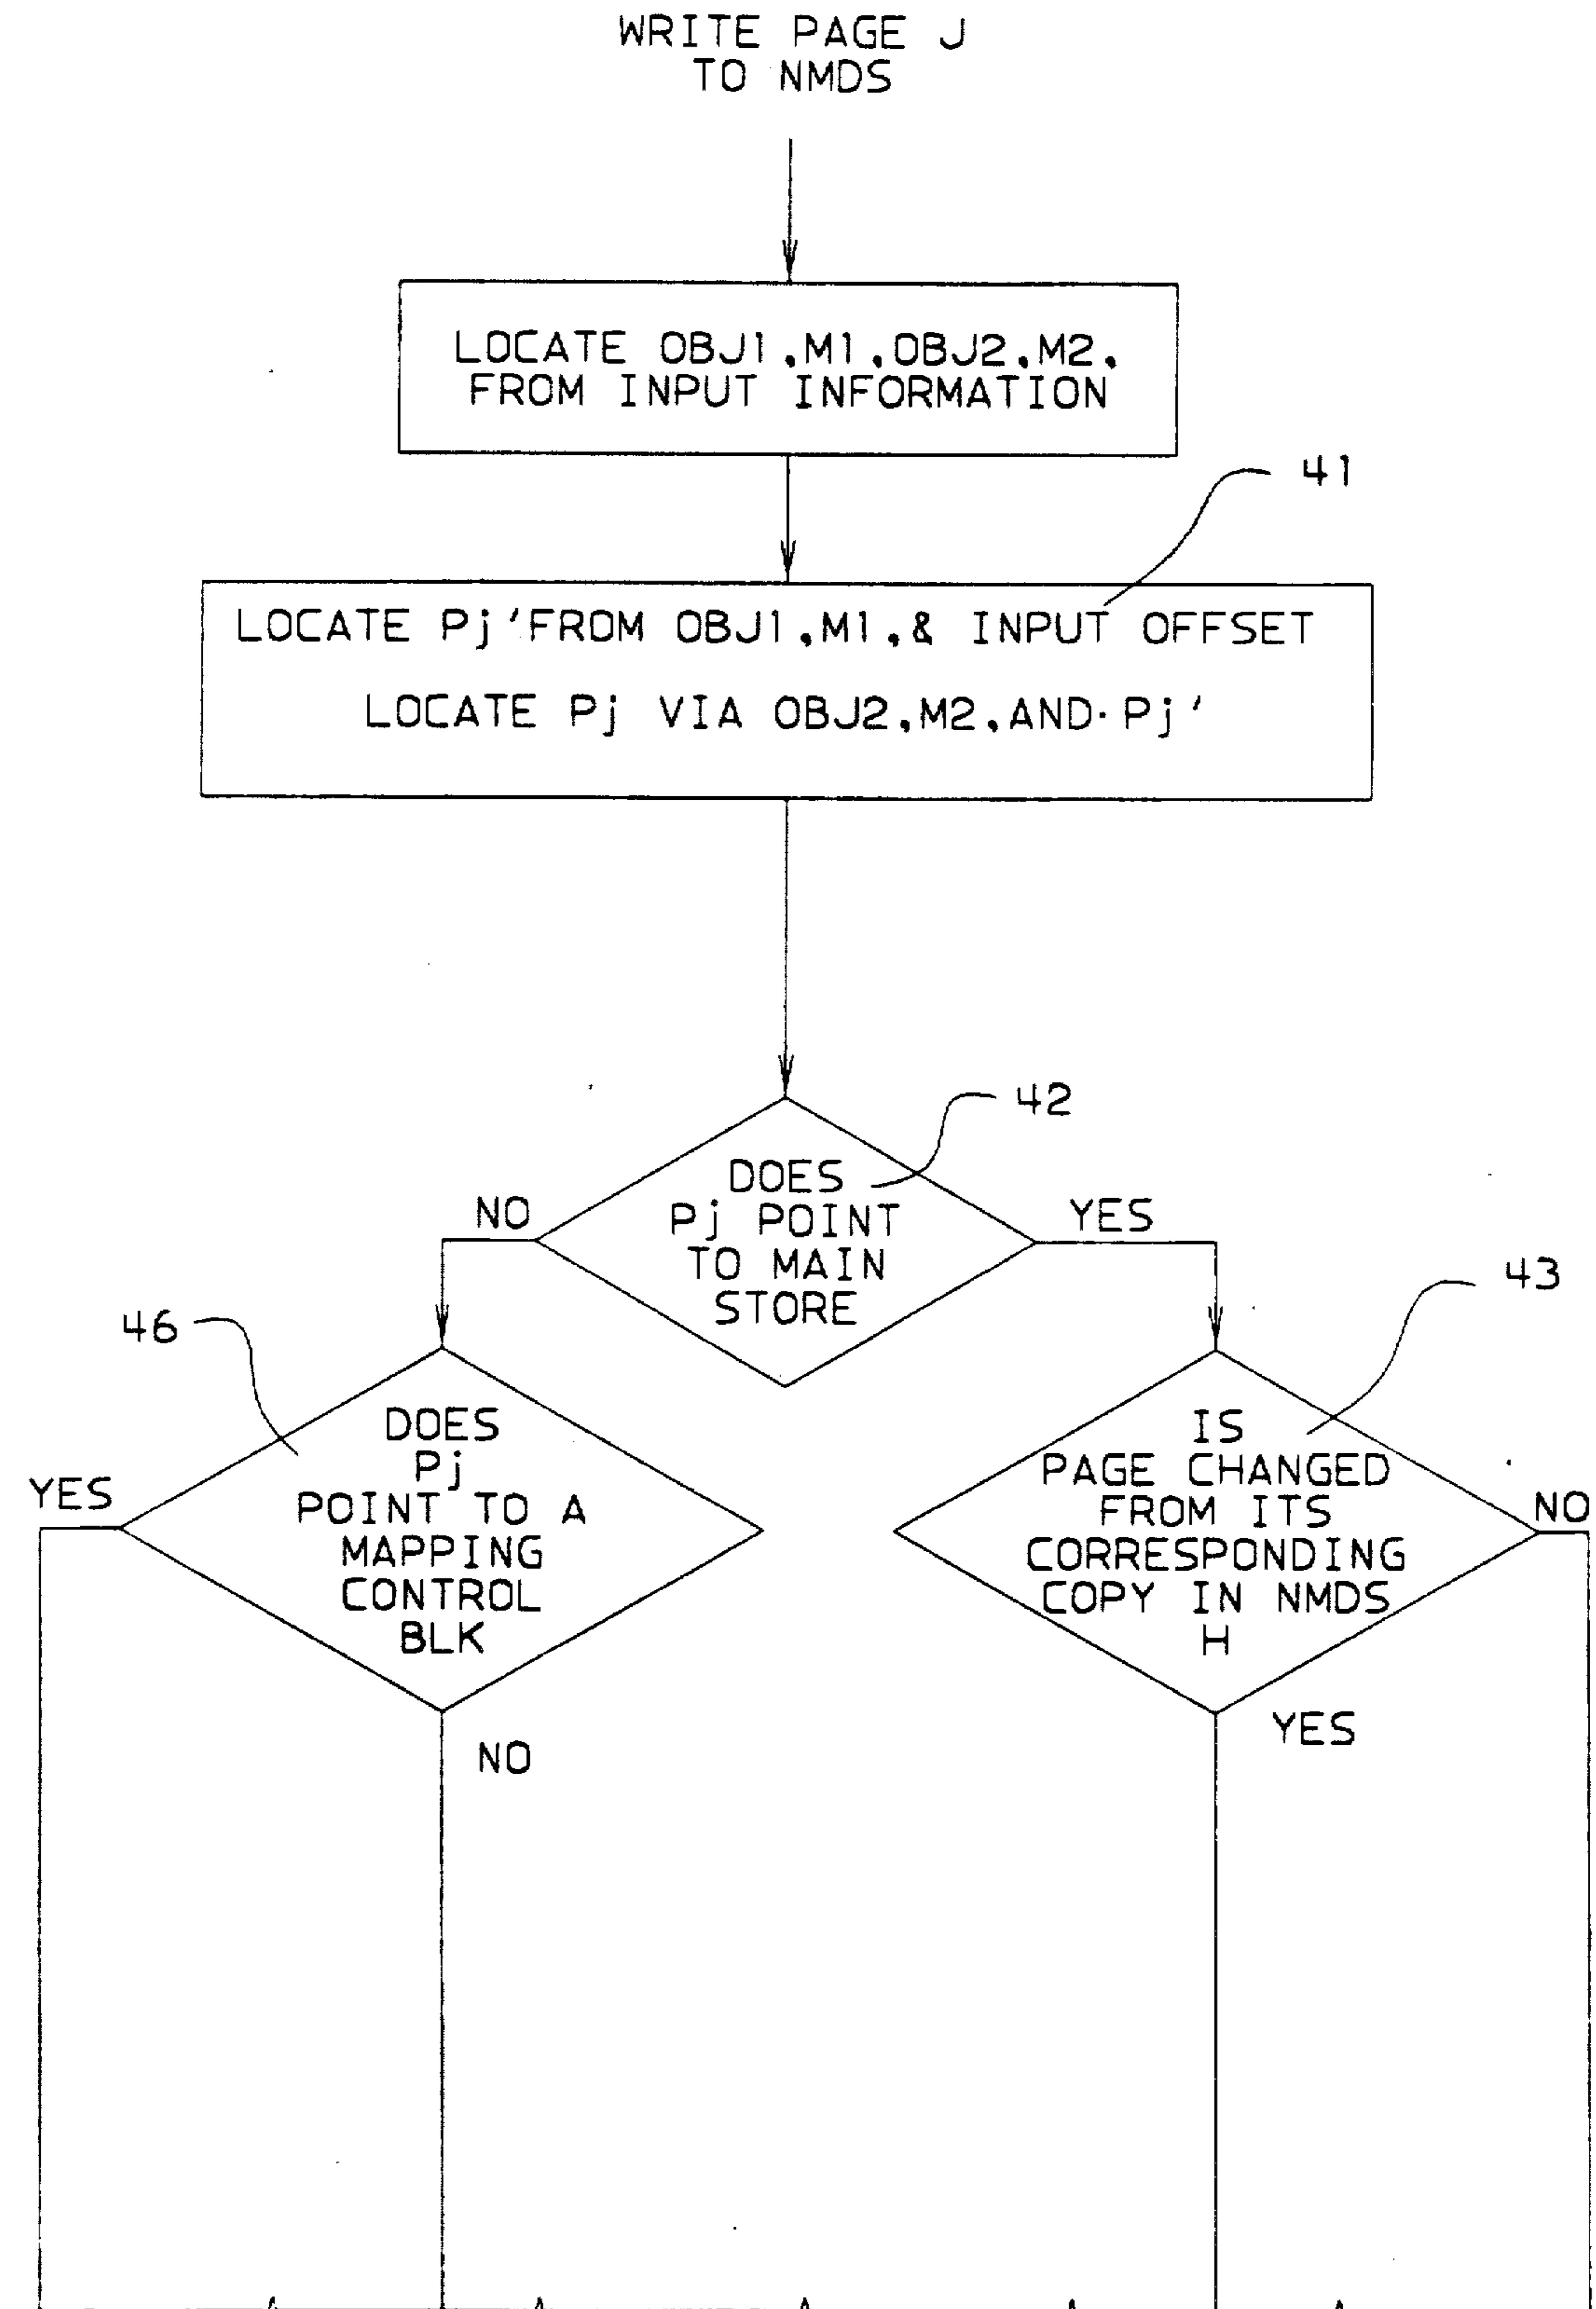 WRITE PAGE J
TO NMDS
LOCATE OBJ1,M1,OBJ2,M2,
FROM INPUT INFORMATION
41
LOCATE Pj'FROM OBJ1,M1,& INPUT OFFSET
LOCATE Pj VIA OBJ2,M2,AND Pj'
42
DOES
Pj POINT
TO MAIN
STORE
NO
YES
46
43
DOES
Pj
POINT TO A
MAPPING
CONTROL
BLK
YES
NO
IS
PAGE CHANGED
FROM ITS
CORRESPONDING
COPY IN NMDS
H
NO
YES